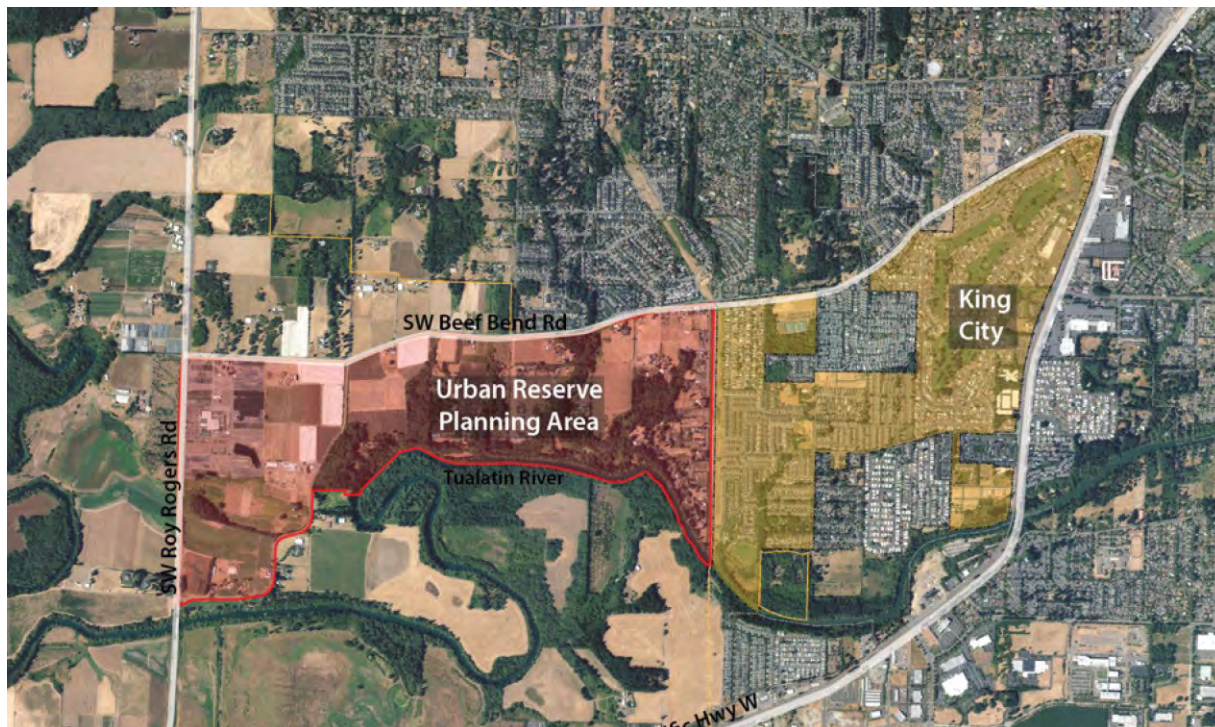 King
City
SW Beef Bend Rd
Urban Reserve
Planning Area
Tualatin River
SW Roy Rogers Rd
Hwy W